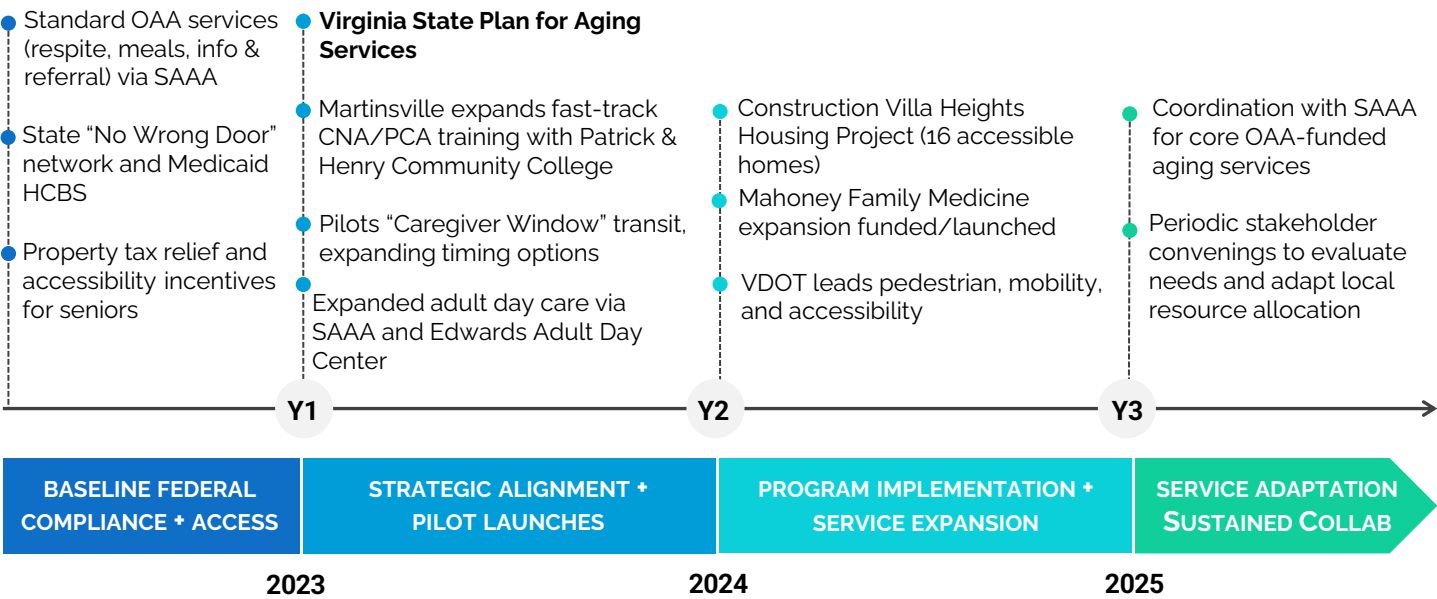 Standard OAA services
(respite, meals, info &
referral) via SAAA
State “No Wrong Door”
network and Medicaid
HCBS
Property tax relief and
accessibility incentives
for seniors
Virginia State Plan for Aging
Services
Martinsville expands fast-track
CNA/PCA training with Patrick &
Henry Community College
Pilots “Caregiver Window” transit,
expanding timing options
Expanded adult day care via
SAAA and Edwards Adult Day
Center
Construction Villa Heights
Housing Project (16 accessible
homes)
Mahoney Family Medicine
expansion funded/launched
VDOT leads pedestrian, mobility,
and accessibility
Coordination with SAAA
for core OAA-funded
aging services
Periodic stakeholder
convenings to evaluate
needs and adapt local
resource allocation
Y1
Y2
Y3
BASELINE FEDERAL
COMPLIANCE + ACCESS
STRATEGIC ALIGNMENT +
PILOT LAUNCHES
PROGRAM IMPLEMENTATION +
SERVICE EXPANSION
SERVICE ADAPTATION
SUSTAINED COLLAB
2023
2024
2025